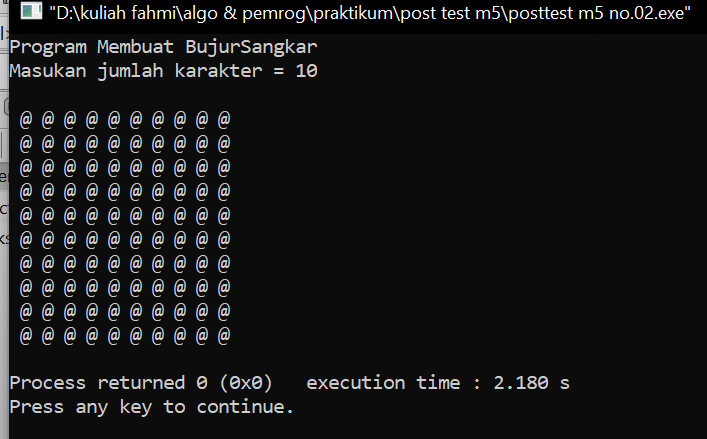 "D:\kuliah fahmi\algo & pemrog\praktikum\post test m5\posttest m5 no.02.exe"
Program Membuat BujurSangkar
Masukan jumlah karakter = 10
@ @ @ @ @ @ @ @ @ @
@ @ @ @ @ @ @ @ @ @
@ @ @ @ @ @ @ @ @ @
@ @ @ @ @ @ @ @ @ @
@ @ @ @ @ @ @ @ @ @
@ @ @ @ @ @ @ @ @ @
@ @ @ @ @ @ @ @ @ @
@ @ @ @ @ @ @ @ @ @
@ @ @ @ @ @ @ @ @ @
@ @ @ @ @ @ @ @ @ @
Process returned 0 (0x0)   execution time : 2.180 s
Press any key to continue.